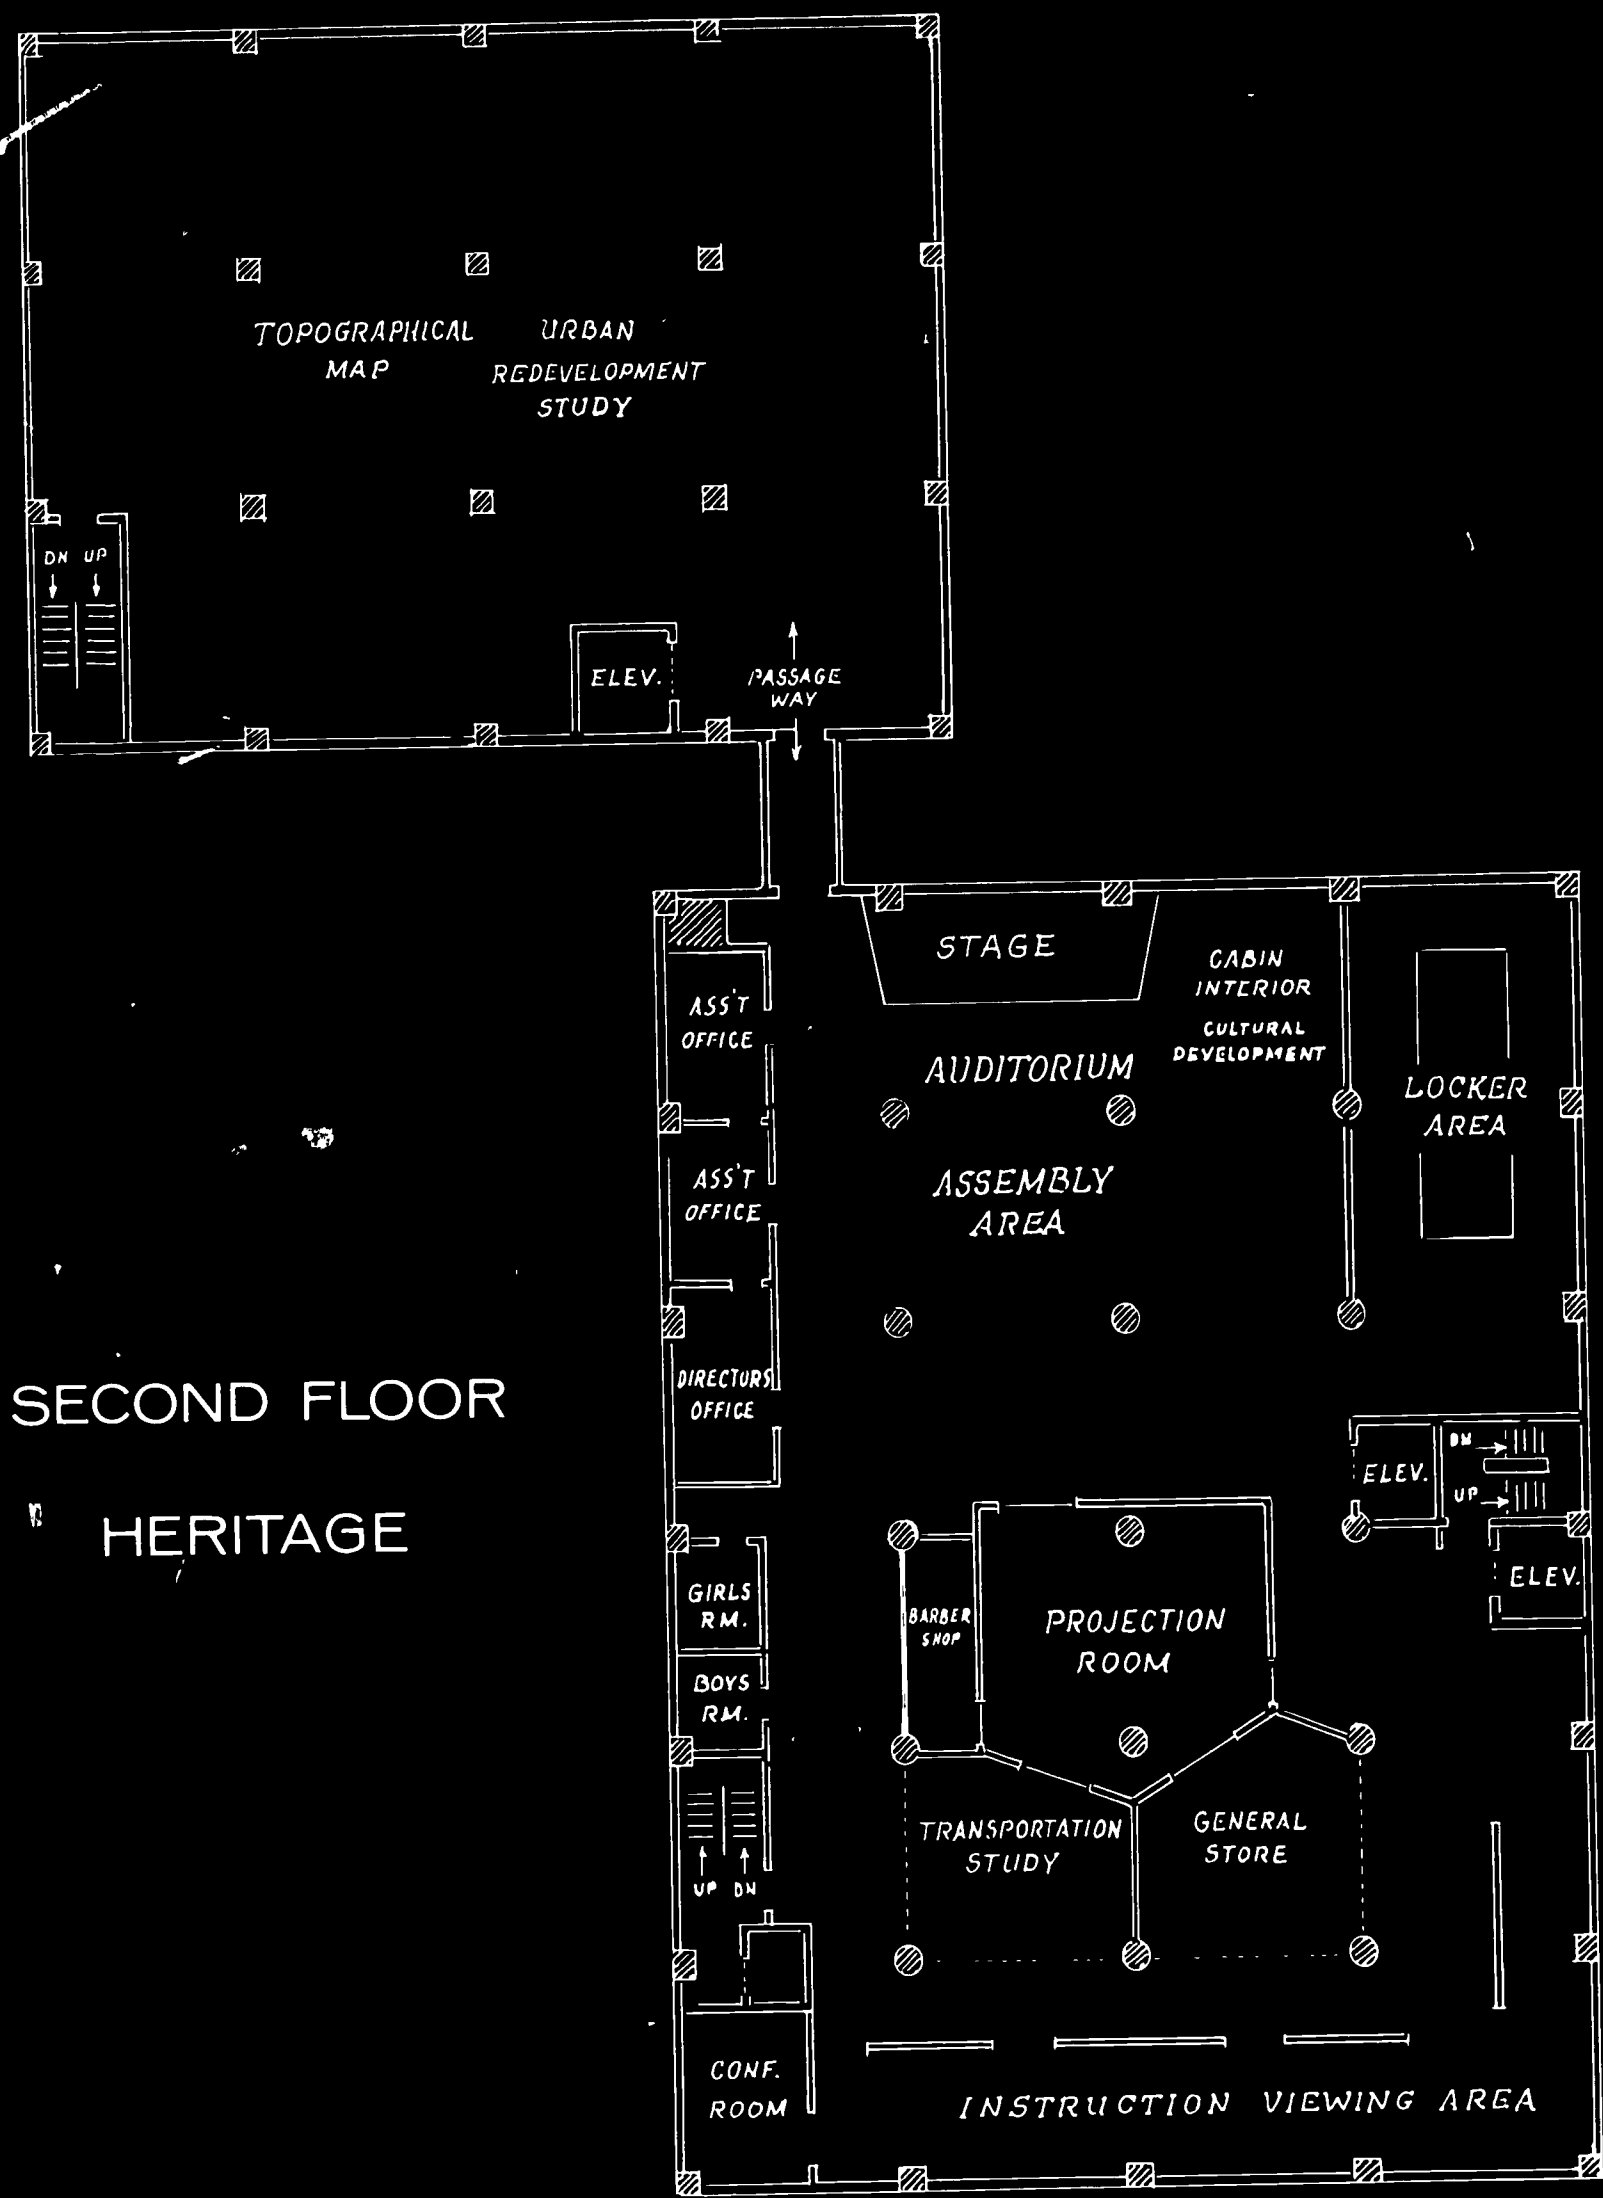 TOPOGRAPHICAL
MAP
URBAN
REDEVELOPMENT
STUDY
DN UP
ELEV.
PASSAGE
WAY
STAGE
CABIN
INTERIOR
CULTURAL
DEVELOPMENT
ASS'T
OFFICE
AUDITORIUM
LOCKER
AREA
ASS'T
OFFICE
ASSEMBLY
AREA
DIRECTORS
OFFICE
SECOND FLOOR
HERITAGE
ELEV.
DN
UP
ELEV.
GIRLS
RM.
BARBER
SHOP
PROJECTION
ROOM
BOYS
RM.
TRANSPORTATION
STUDY
GENERAL
STORE
UP DN
CONF.
ROOM
INSTRUCTION VIEWING AREA